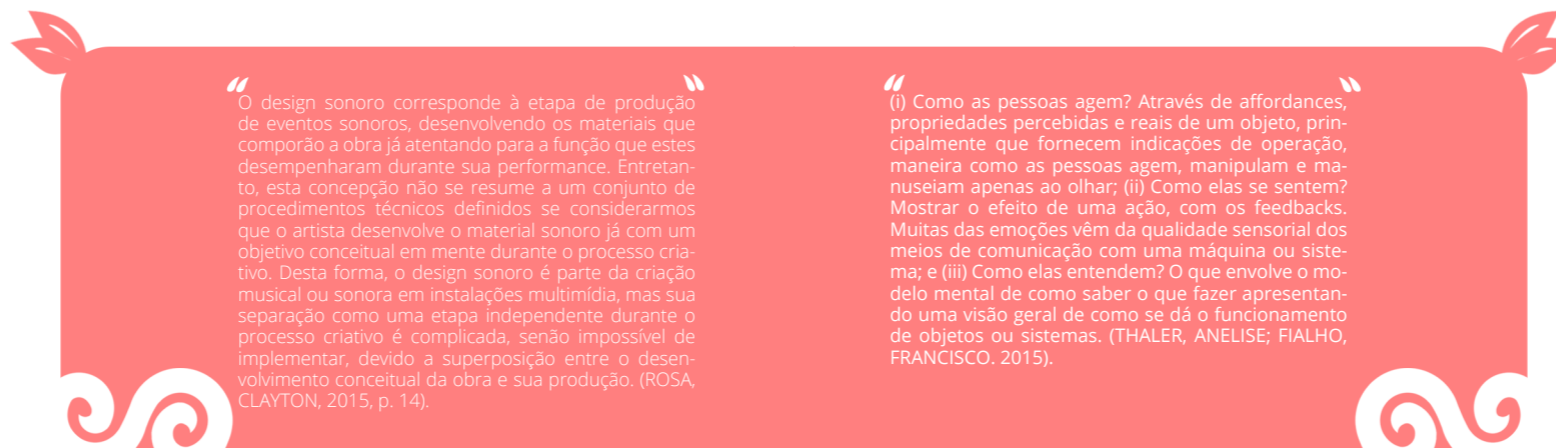 “
O design sonoro corresponde à etapa de produção
de eventos sonoros, desenvolvendo os materiais que
comporão a obra já atentando para a função que estes
desempenharam durante sua performance. Entretan-
to, esta concepção não se resume a um conjunto de
procedimentos técnicos definidos se considerarmos
que o artista desenvolve o material sonoro já com um
objetivo conceitual em mente durante o processo cria-
tivo. Desta forma, o design sonoro é parte da criação
musical ou sonora em instalações multimídia, mas sua
separação como uma etapa independente durante o
processo criativo é complicada, senão impossível de
implementar, devido a superposição entre o desen-
volvimento conceitual da obra e sua produção. (ROSA,
CLAYTON, 2015, p. 14).
”
“
(i) Como as pessoas agem? Através de affordances,
propriedades percebidas e reais de um objeto, prin-
cipalmente que fornecem indicações de operação,
maneira como as pessoas agem, manipulam e ma-
nuseiam apenas ao olhar; (ii) Como elas se sentem?
Mostrar o efeito de uma ação, com os feedbacks.
Muitas das emoções vêm da qualidade sensorial dos
meios de comunicação com uma máquina ou siste-
ma; e (iii) Como elas entendem? O que envolve o mo-
delo mental de como saber o que fazer apresentan-
do uma visão geral de como se dá o funcionamento
de objetos ou sistemas. (THALER, ANELISE; FIALHO,
FRANCISCO. 2015).
”